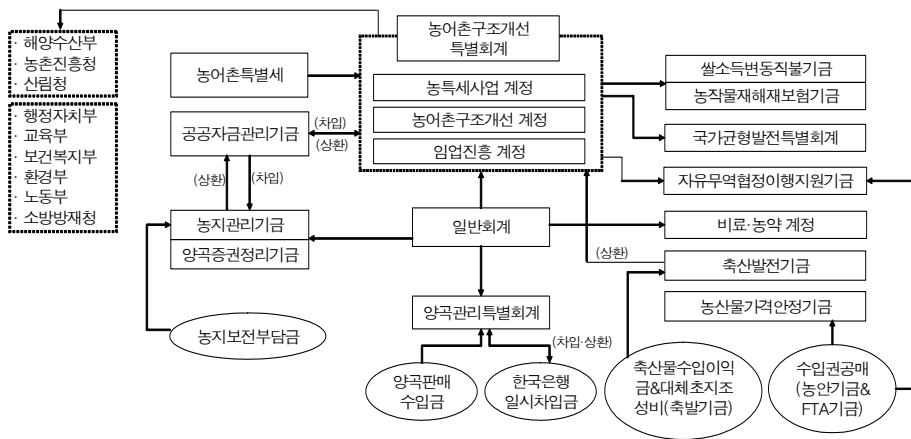 · 해양수산부
· 농촌진흥청
· 산림청
· 행정자치부
· 교육부
· 보건복지부
· 환경부
· 노동부
· 소방방재청
농어촌구조개선
특별회계
농어촌특별세
농특세사업 계정
농어촌구조개선 계정
임업진흥 계정
공공자금관리기금
(차입)
(상환)
(상환)
(차입)
농지관리기금
양곡증권정리기금
일반회계
농지보전부담금
양곡관리특별회계
(차입·상환)
양곡판매
수입금
한국은행
일시차입금
쌀소득변동직불기금
농작물재해재보험기금
국가균형발전특별회계
자유무역협정이행지원기금
비료·농약 계정
(상환)
축산발전기금
농산물가격안정기금
축산물수입이익
금&대체초지조
성비(축발기금)
수입권공매
(농안기금&
FTA기금)